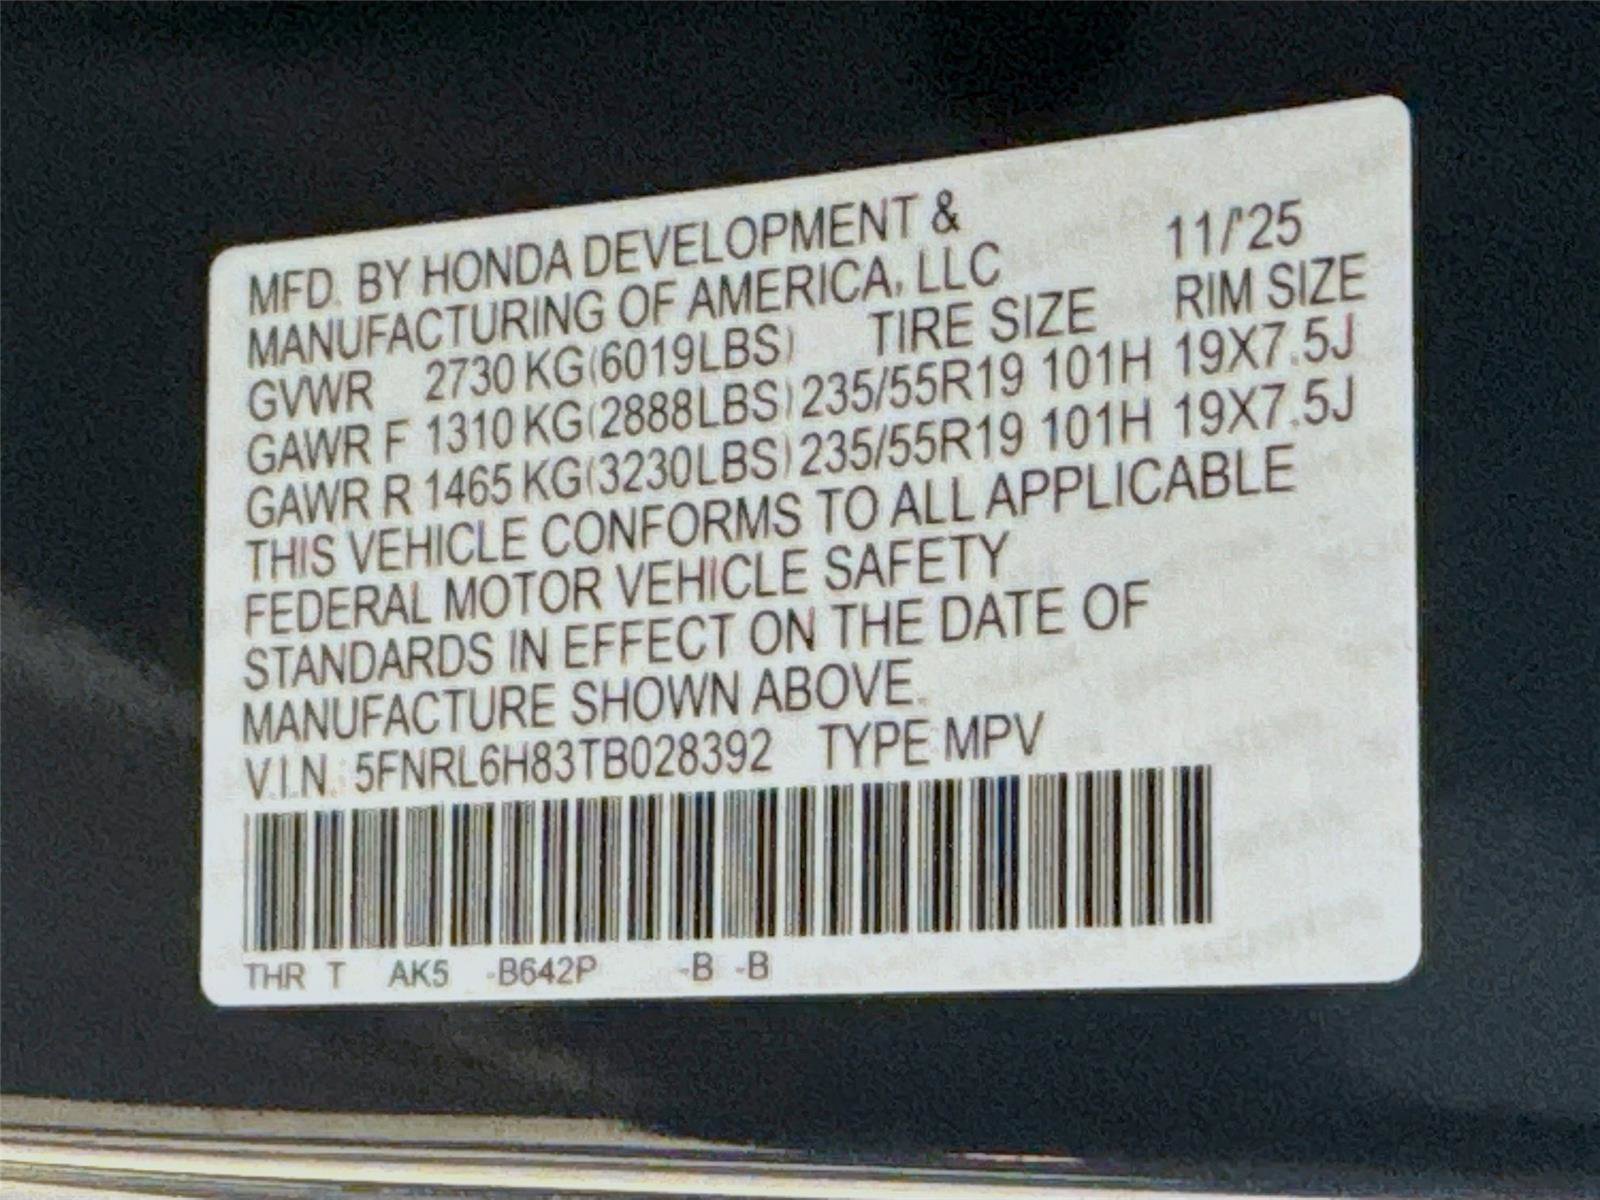 MFD. BY HONDA DEVELOPMENT &
MANUFACTURING OF AMERICA, LLC 11/'25
GVWR 2730 KG(6019LBS) TIRE SIZE RIM SIZE
GAWR F 1310 KG(2888LBS) 235/55R19 101H 19X7.5J
GAWR R 1465 KG(3230LBS) 235/55R19 101H 19X7.5J
THIS VEHICLE CONFORMS TO ALL APPLICABLE
FEDERAL MOTOR VEHICLE SAFETY
STANDARDS IN EFFECT ON THE DATE OF
MANUFACTURE SHOWN ABOVE.
V.I.N.: 5FNRL6H83TB028392 TYPE:MPV
THR T AK5 -B642P -B -B